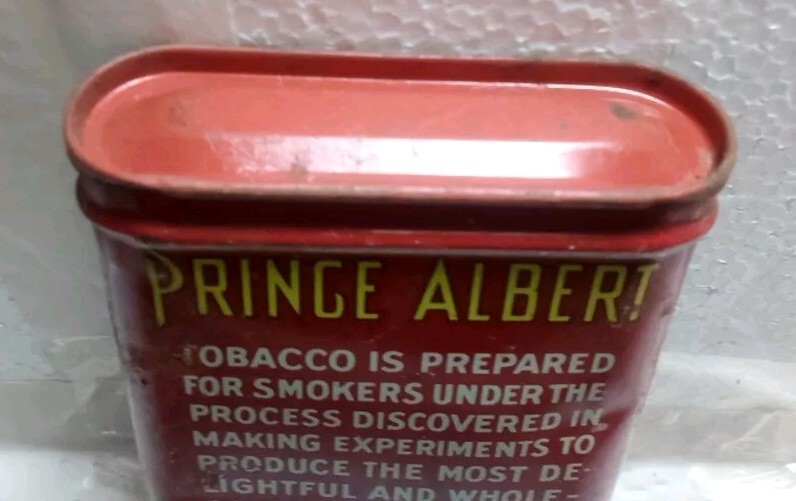 PRINCE ALBERT
TOBACCO IS PREPARED
FOR SMOKERS UNDER THE
PROCESS DISCOVERED IN
MAKING EXPERIMENTS TO
PRODUCE THE MOST DE-
LIGHTFUL AND WHOLE-